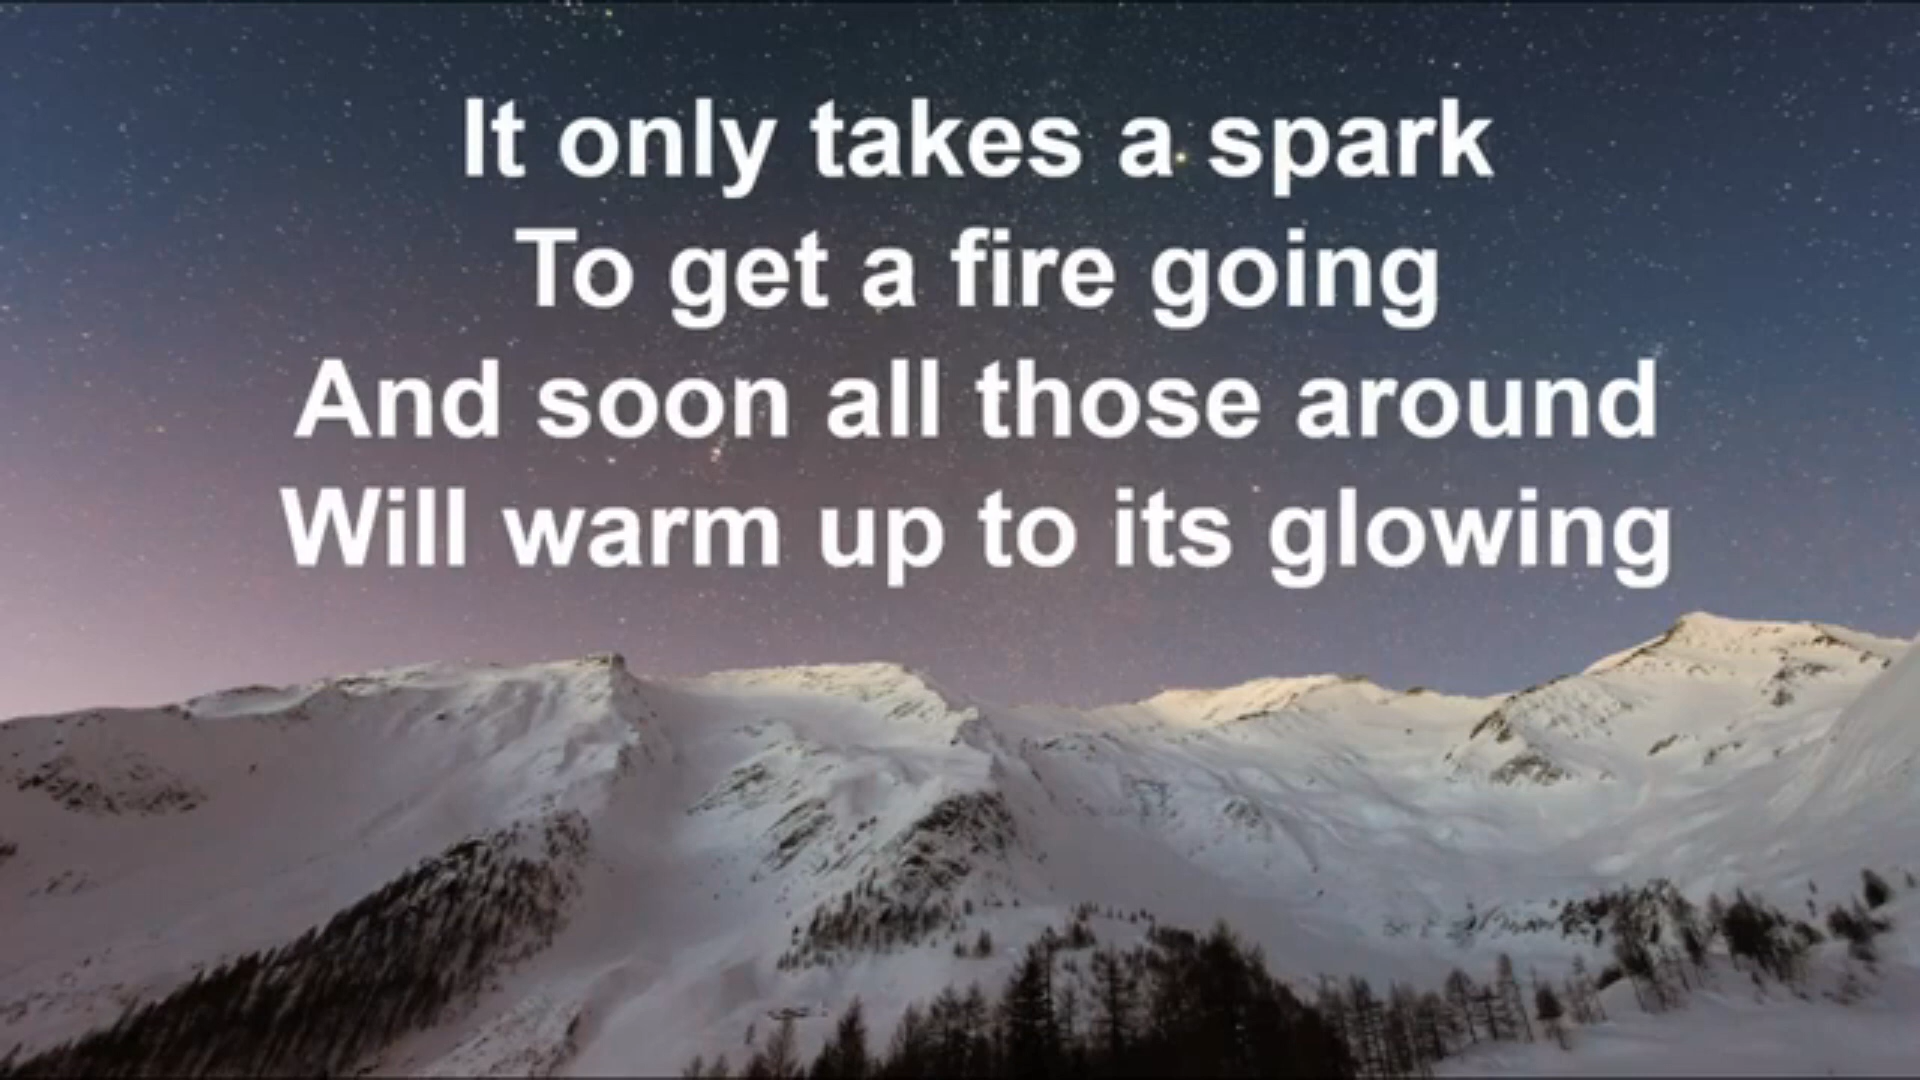 It only takes a spark
To get a fire going
And soon all those around
Will warm up to its glowing